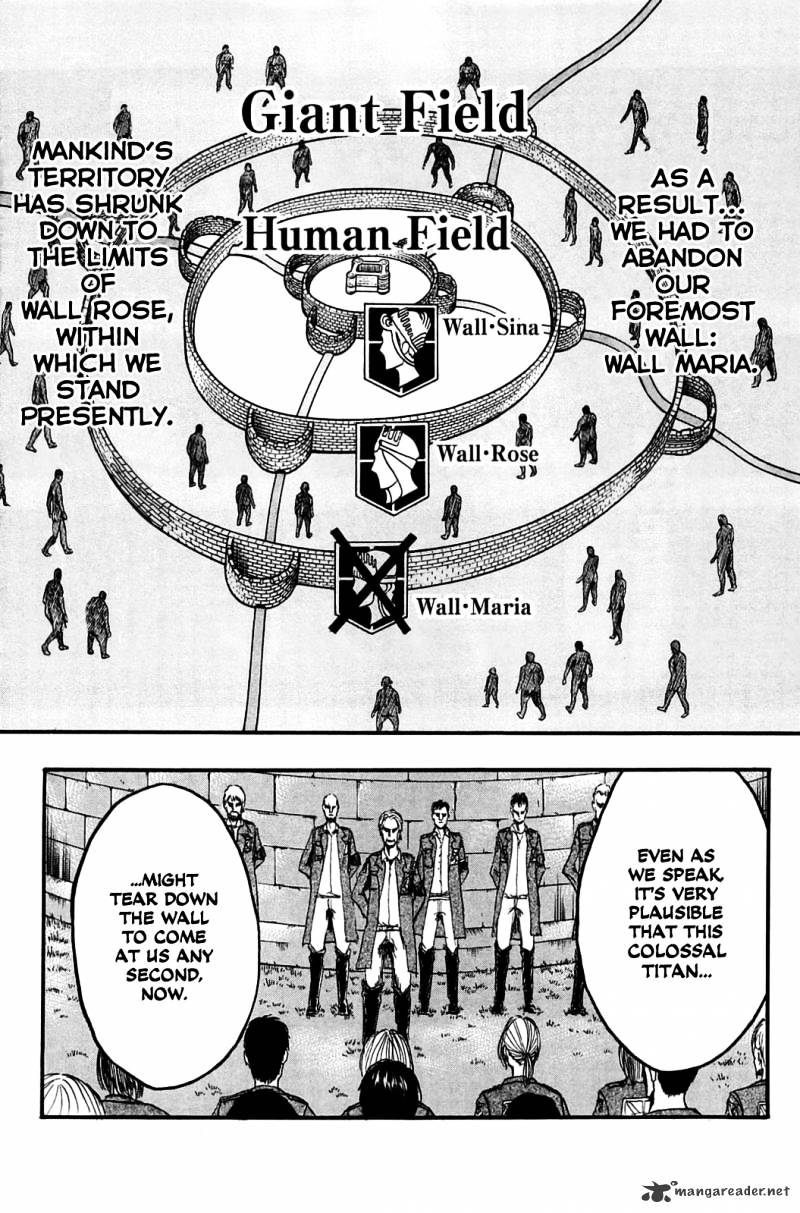 Giant Field
AS A
RESULT...
WE HAD TO
ABANDON
OUR
FOREMOST
WALL:
WALL MARIA.
MANKIND'S
TERRITORY
HAS SHRUNK
DOWN TO
THE LIMITS
OF
WALL ROSE,
WITHIN
WHICH WE
STAND
PRESENTLY.
Human Field
Wall·Sina
Wall·Rose
Wall·Maria
EVEN AS
WE SPEAK,
IT'S VERY
PLAUSIBLE
THAT THIS
COLOSSAL
TITAN...
...MIGHT
TEAR DOWN
THE WALL
TO COME
AT US ANY
SECOND,
NOW.
mangareader.net